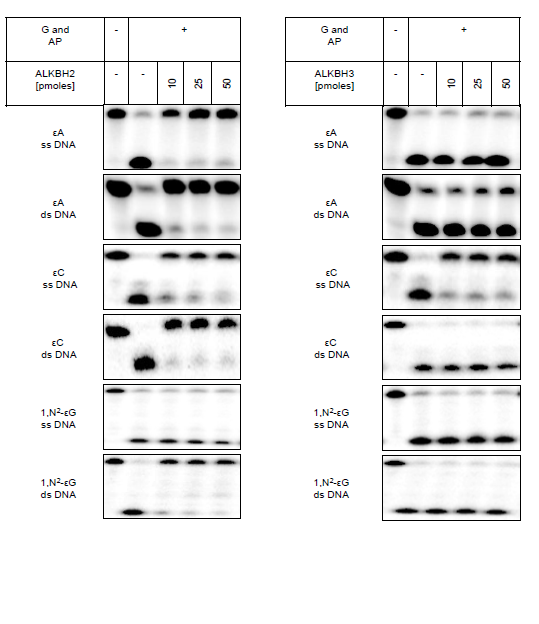 G and - +
AP
ALKBH2 - - 10 25 50
[pmoles]
εA
ss DNA
εA
ds DNA
εC
ss DNA
εC
ds DNA
1,N²-εG
ss DNA
1,N²-εG
ds DNA
G and - +
AP
ALKBH3 - - 10 25 50
[pmoles]
εA
ss DNA
εA
ds DNA
εC
ss DNA
εC
ds DNA
1,N²-εG
ss DNA
1,N²-εG
ds DNA